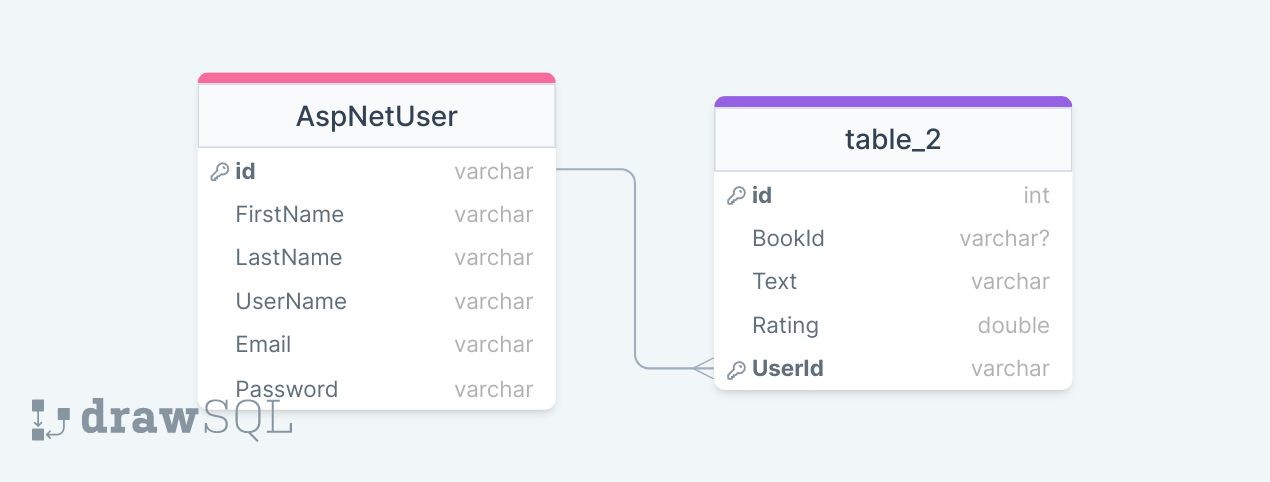 AspNetUser
id varchar
FirstName varchar
LastName varchar
UserName varchar
Email varchar
Password varchar
table_2
id int
BookId varchar?
Text varchar
Rating double
UserId varchar
drawSQL